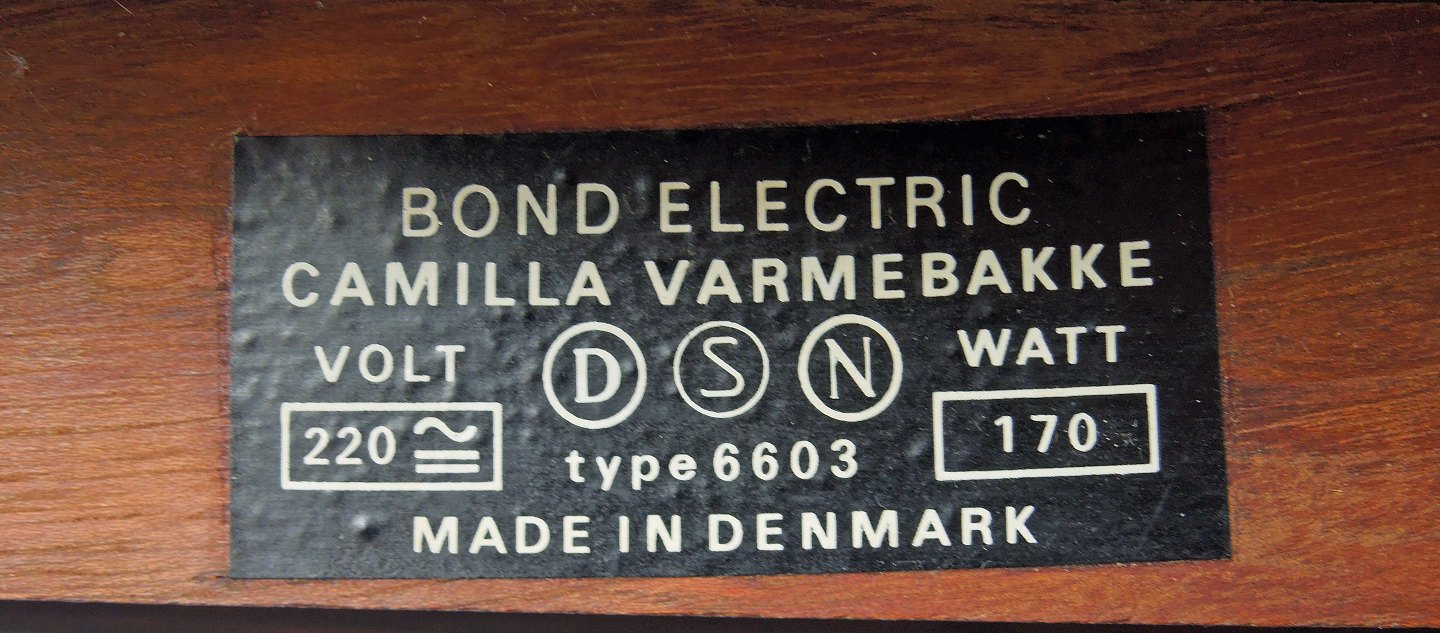 BOND ELECTRIC
CAMILLA VARMEBAKKE
VOLT D S N WATT
220 ≅ type 6603 170
MADE IN DENMARK